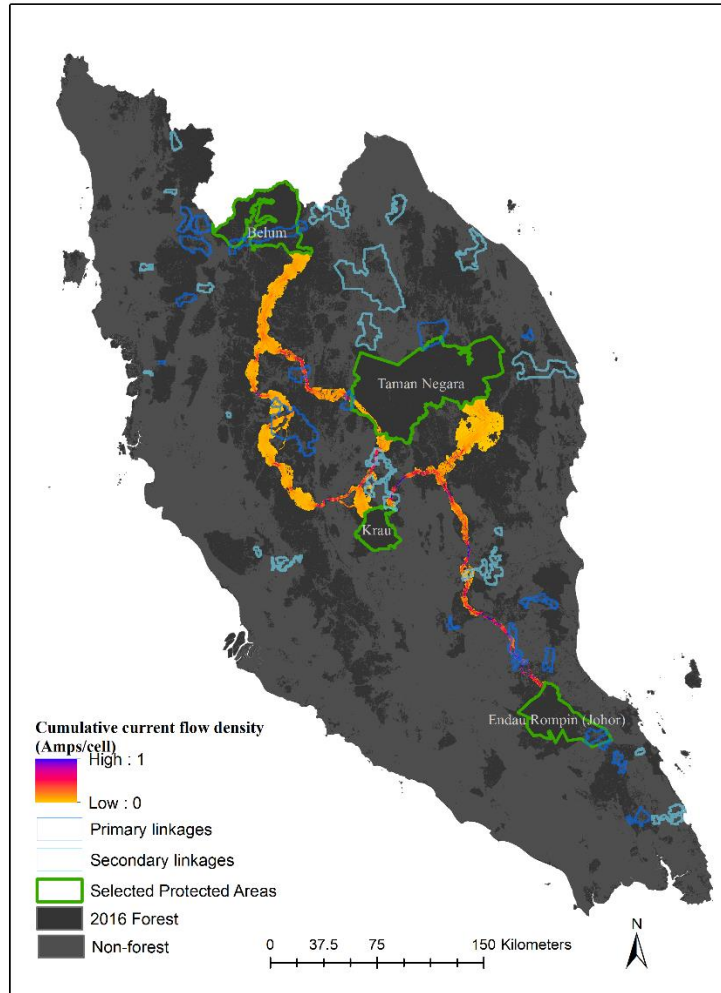 Belum
Taman Negara
Krau
Endau Rompin (Johor)
Cumulative current flow density
(Amps/cell)
High : 1
Low : 0
Primary linkages
Secondary linkages
Selected Protected Areas
2016 Forest
Non-forest
N
0 37.5 75 150 Kilometers